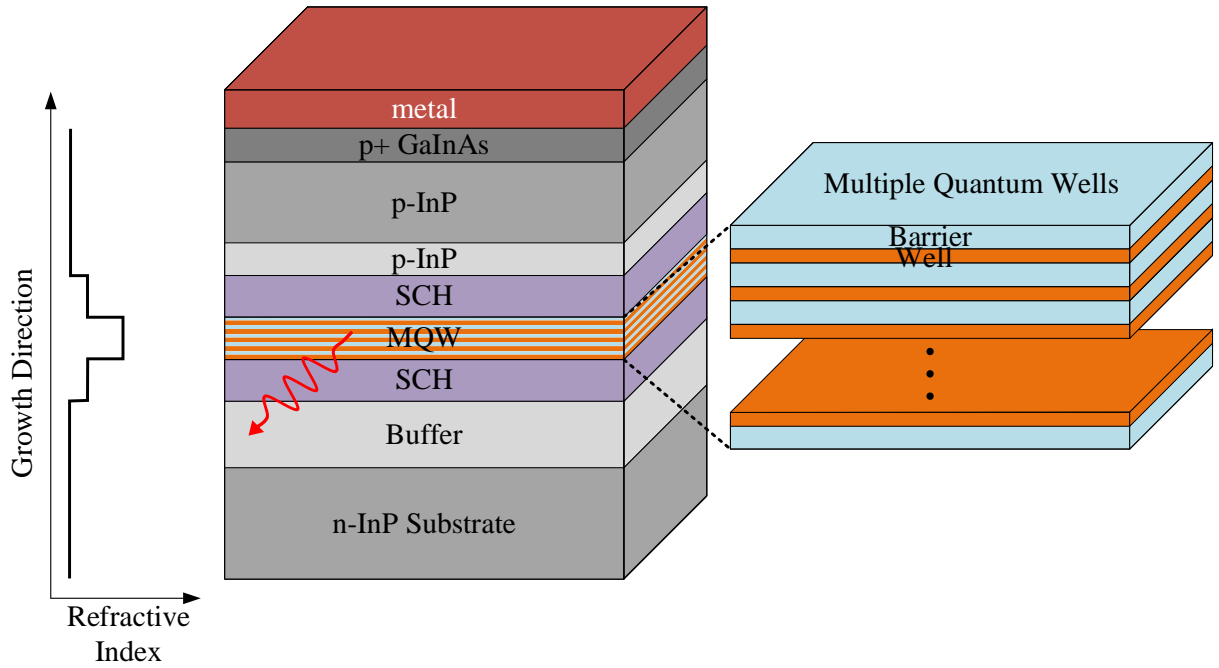 Growth Direction
Refractive
Index
metal
p+ GaInAs
p-InP
p-InP
SCH
MQW
SCH
Buffer
n-InP Substrate
Multiple Quantum Wells
Barrier
Well